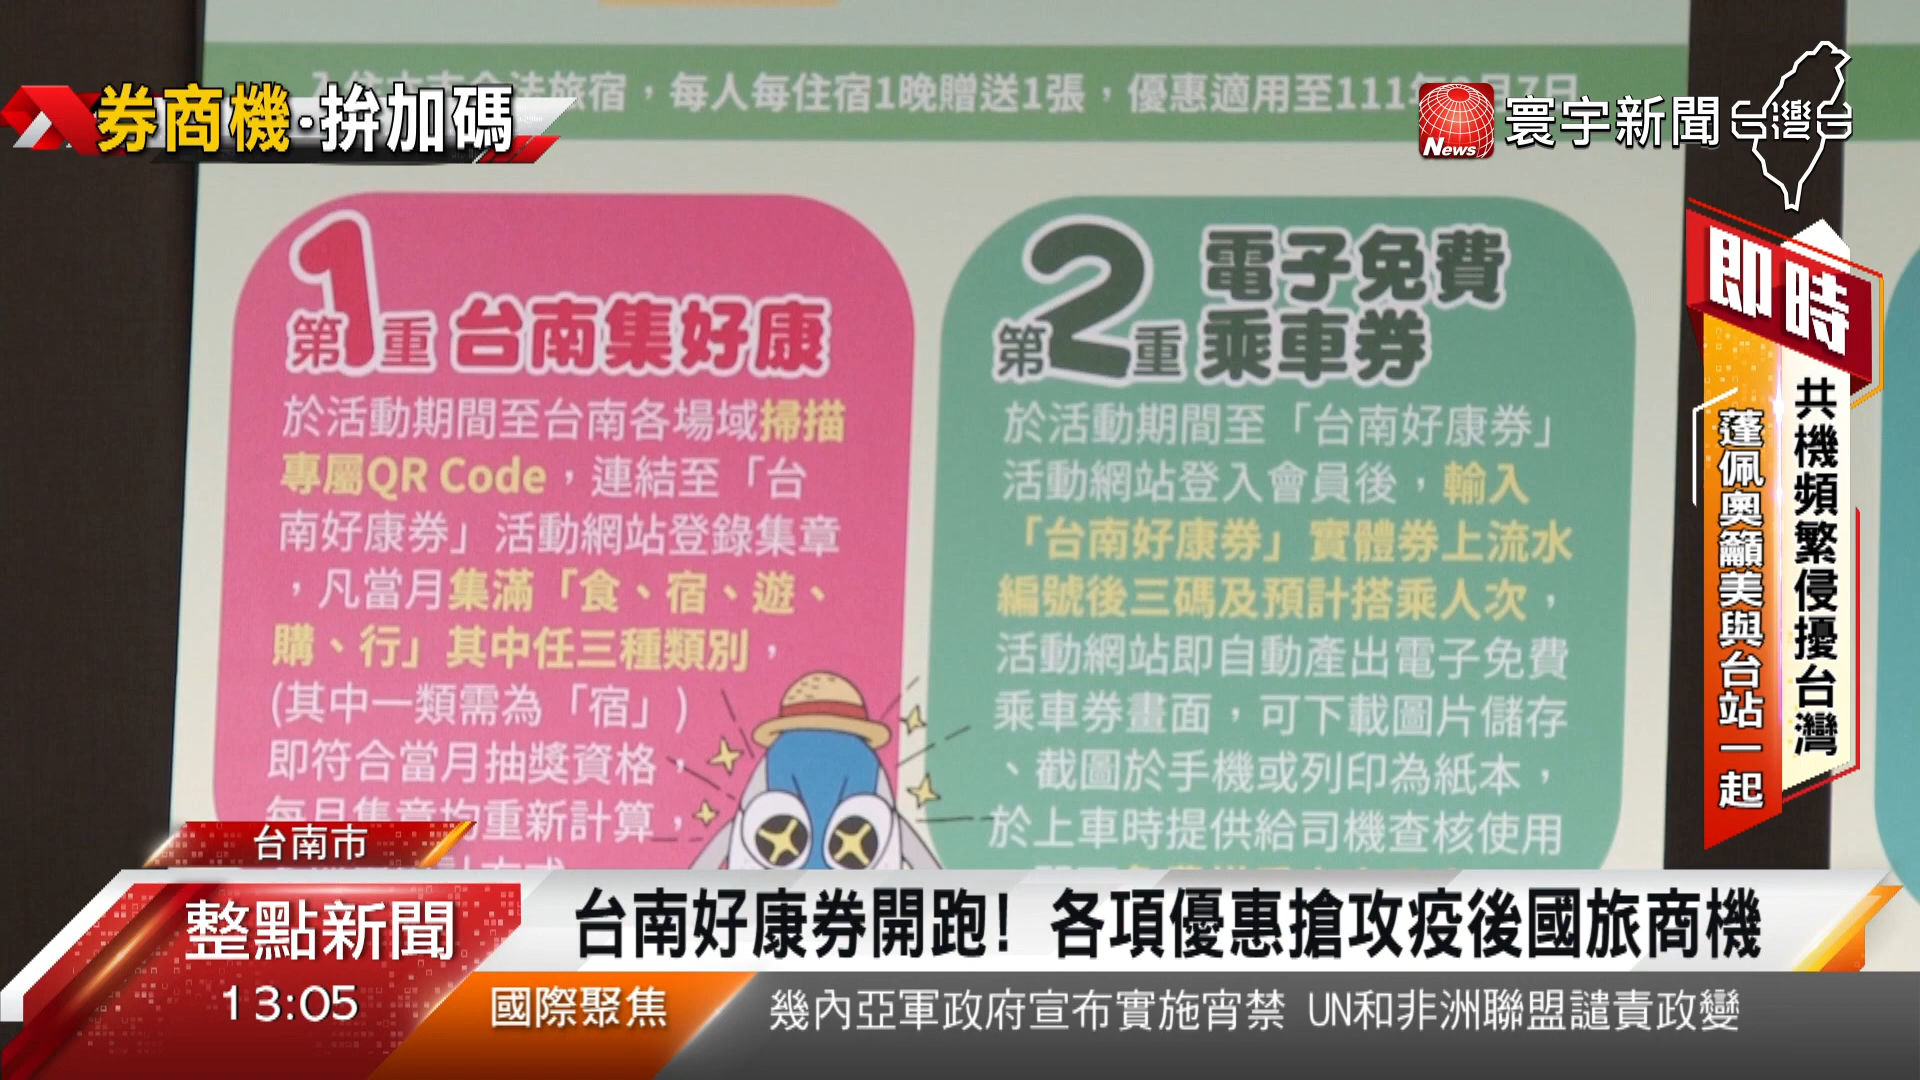 旅宿，每人每住宿1晚贈送1張，優惠適用至111年
券商機·拚加碼
News 寰宇新聞 台灣台
即時
共機頻繁侵擾台灣
蓬佩奧籲美與台站一起
第1重 台南集好康
於活動期間至台南各場域掃描
專屬QR Code，連結至「台
南好康券」活動網站登錄集章
，凡當月集滿「食、宿、遊、
購、行」其中任三種類別，
(其中一類需為「宿」)
即符合當月抽獎資格，
每月集章均重新計算，
第2重 電子免費
乘車券
於活動期間至「台南好康券」
活動網站登入會員後，輸入
「台南好康券」實體券上流水
編號後三碼及預計搭乘人次，
活動網站即自動產出電子免費
乘車券畫面，可下載圖片儲存
、截圖於手機或列印為紙本，
於上車時提供給司機查核使用
台南市
整點新聞
台南好康券開跑! 各項優惠搶攻疫後國旅商機
13:05
國際聚焦
幾內亞軍政府宣布實施宵禁 UN和非洲聯盟譴責政變